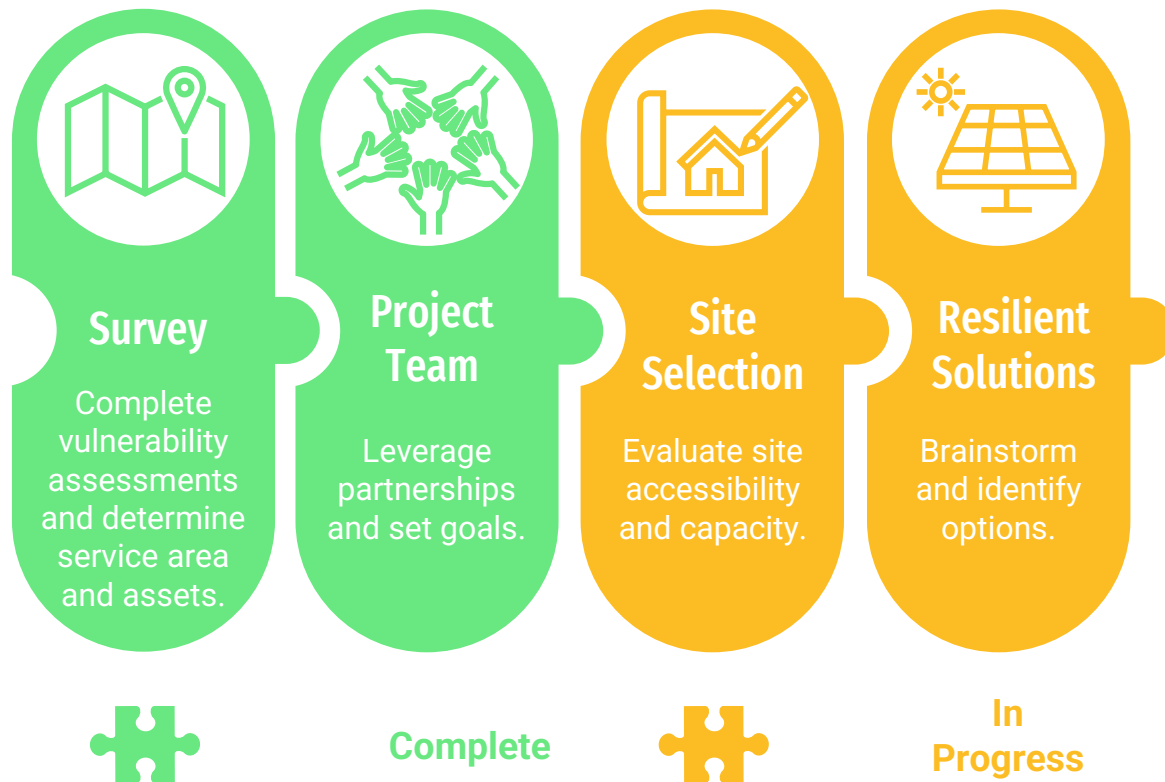 Survey
Complete
vulnerability
assessments
and determine
service area
and assets.
Project
Team
Leverage
partnerships
and set goals.
Site
Selection
Evaluate site
accessibility
and capacity.
Resilient
Solutions
Brainstorm
and identify
options.
Complete
In
Progress